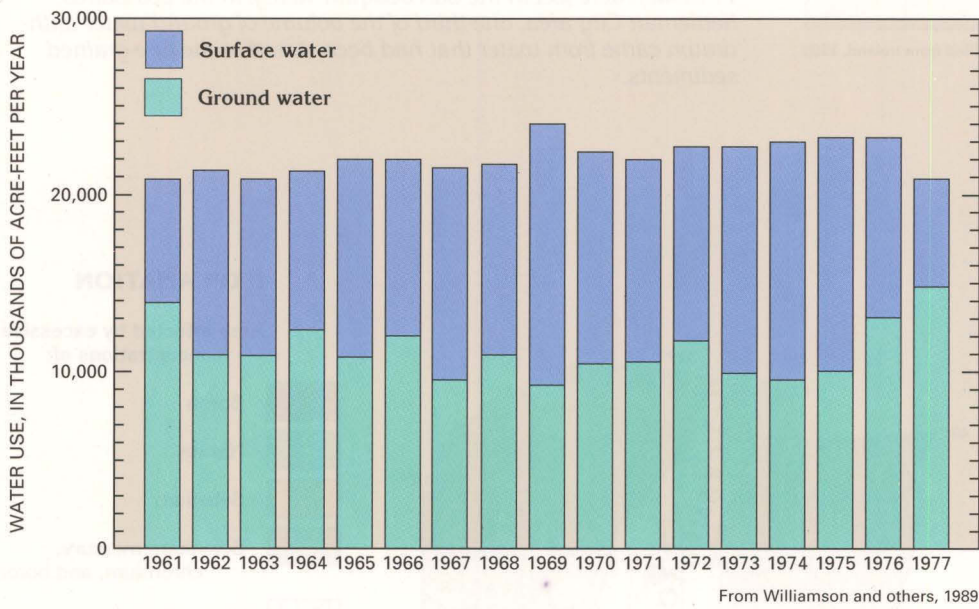 WATER USE, IN THOUSANDS OF ACRE-FEET PER YEAR
30,000
20,000
10,000
0
Surface water
Ground water
1961 1962 1963 1964 1965 1966 1967 1968 1969 1970 1971 1972 1973 1974 1975 1976 1977
From Williamson and others, 1989